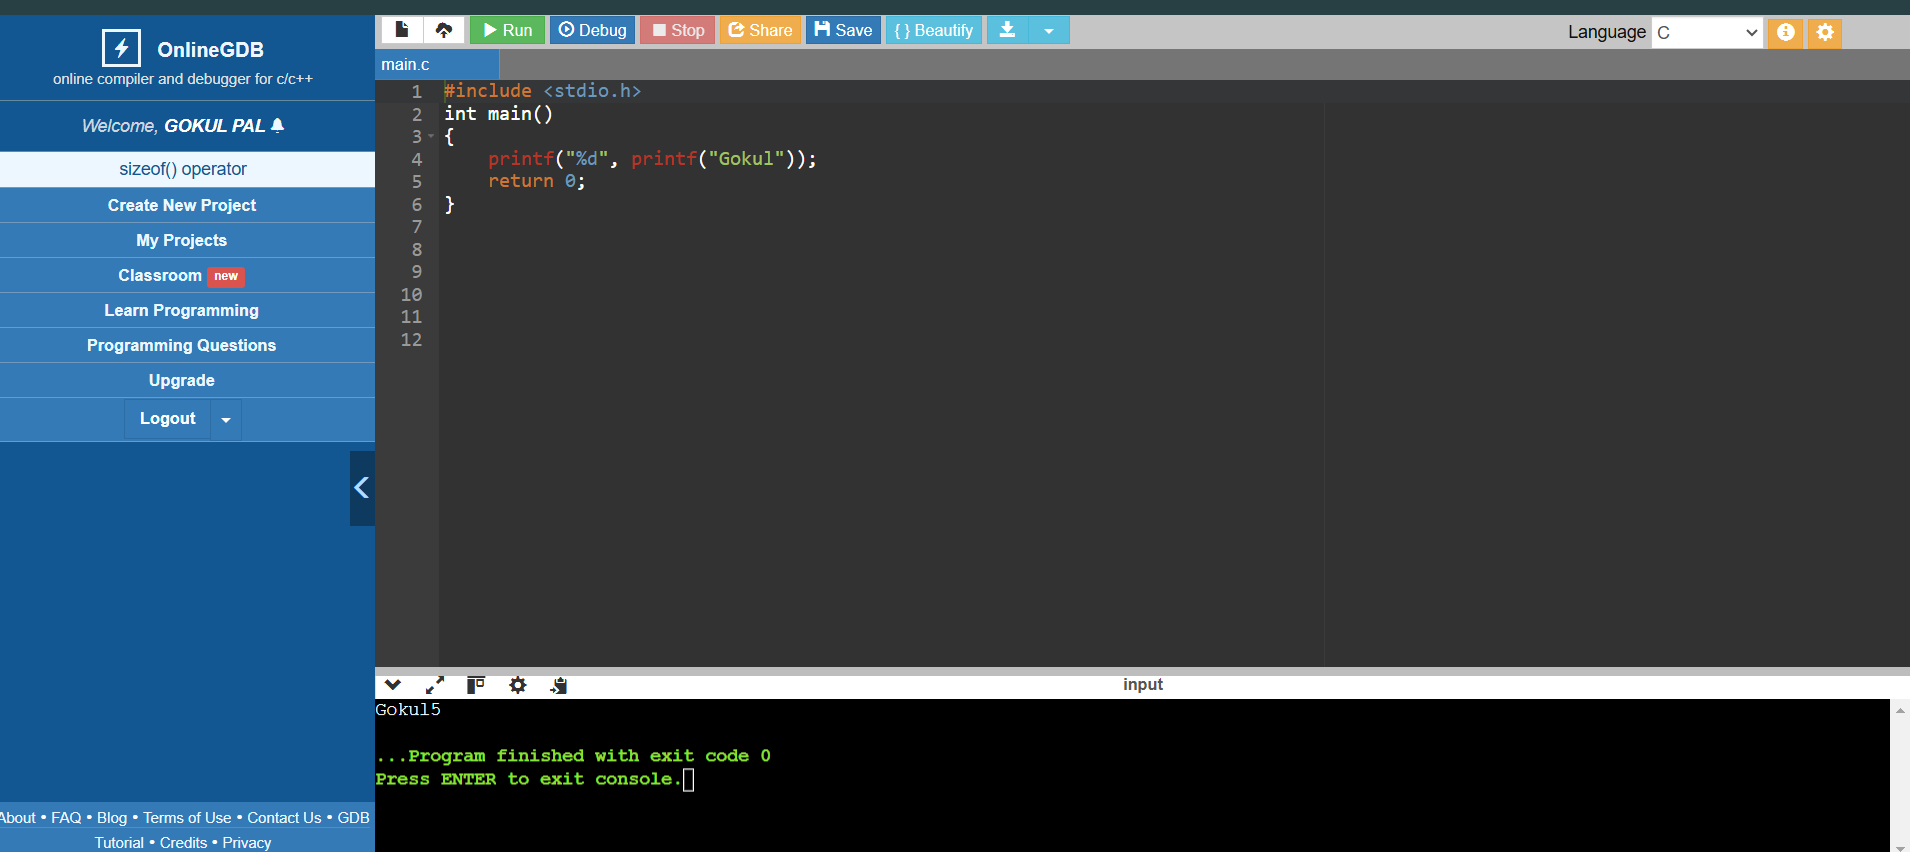 OnlineGDB
online compiler and debugger for c/c++
Welcome, GOKUL PAL
sizeof() operator
Create New Project
My Projects
Classroom new
Learn Programming
Programming Questions
Upgrade
Logout
About • FAQ • Blog • Terms of Use • Contact Us • GDB
Tutorial • Credits • Privacy
Run Debug Stop Share Save { } Beautify
Language C
main.c
1 #include <stdio.h>
2 int main()
3 {
4 printf("%d", printf("Gokul"));
5 return 0;
6 }
7
8
9
10
11
12
input
Gokul5
...Program finished with exit code 0
Press ENTER to exit console.